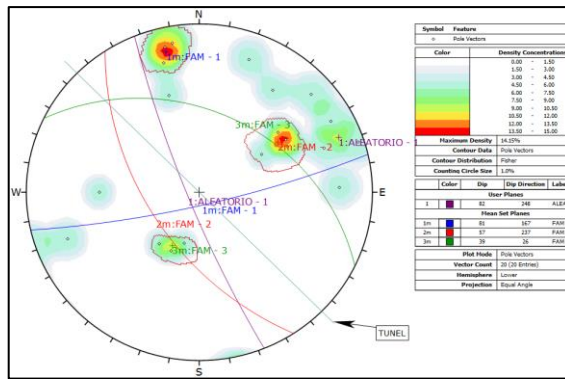 N
Symbol Feature
Pole Vectors
Color Density Concentrations
0.00 - 1.50
1.50 - 3.00
3.00 - 4.50
4.50 - 6.00
6.00 - 7.50
7.50 - 9.00
9.00 - 10.50
10.50 - 12.00
12.00 - 13.50
13.50 - 15.00
Maximum Density 14.15%
Contour Data Pole Vectors
Contour Distribution Fisher
Counting Circle Size 1.0%
Color Dip Dip Direction Labe
User Planes
1 82 248 ALEA
Mean Set Planes
1m 81 167 FAM
2m 57 237 FAM
3m 39 26 FAM
Plot Mode Pole Vectors
Vector Count 20 (20 Entries)
Hemisphere Lower
Projection Equal Angle
1m:FAM - 1
3m:FAM - 3
1:ALEATORIO - 1
2m:FAM - 2
W
E
1:ALEATORIO - 1
1m:FAM - 1
2m:FAM - 2
3m:FAM - 3
TUNEL
S